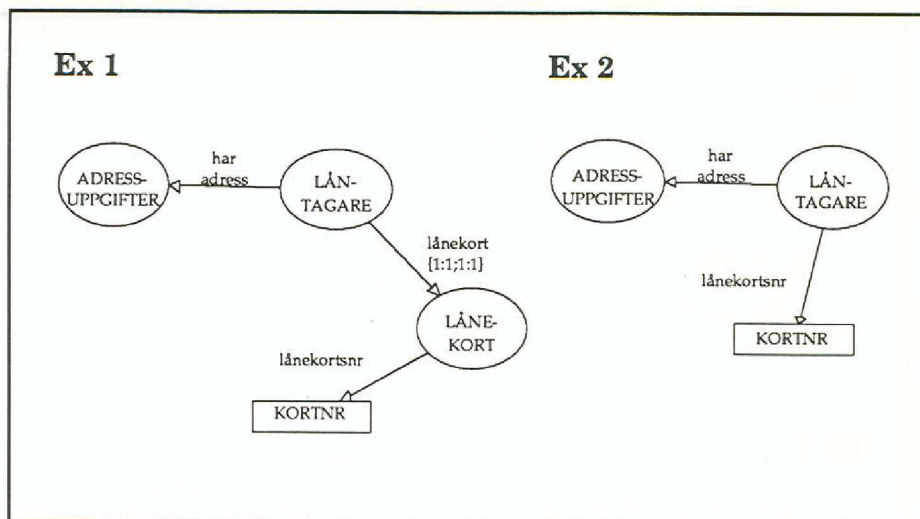 Ex 1
har
adress
ADRESS-
UPPGIFTER
LÅN-
TAGARE
lånekort
{1:1;1:1}
LÅNE-
KORT
lånekortsnr
KORTNR
Ex 2
har
adress
ADRESS-
UPPGIFTER
LÅN-
TAGARE
lånekortsnr
KORTNR